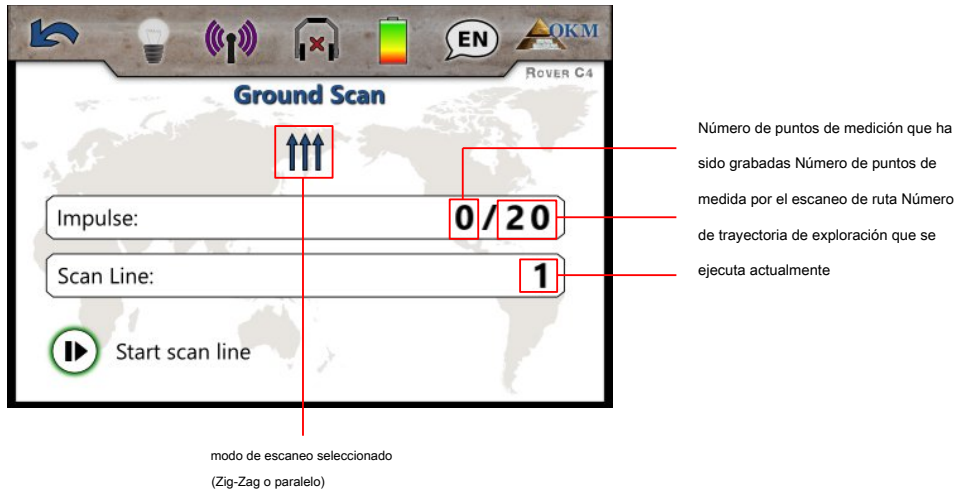 EN
OKM
ROVER C4
Ground Scan
Impulse: 0/20
Scan Line: 1
Start scan line
Número de puntos de medición que ha
sido grabadas Número de puntos de
medida por el escaneo de ruta Número
de trayectoria de exploración que se
ejecuta actualmente
modo de escaneo seleccionado
(Zig-Zag o paralelo)